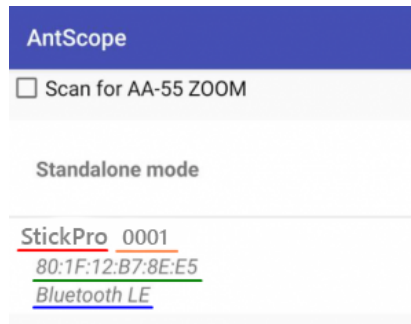 AntScope
Scan for AA-55 ZOOM
Standalone mode
StickPro 0001
80:1F:12:B7:8E:E5
Bluetooth LE